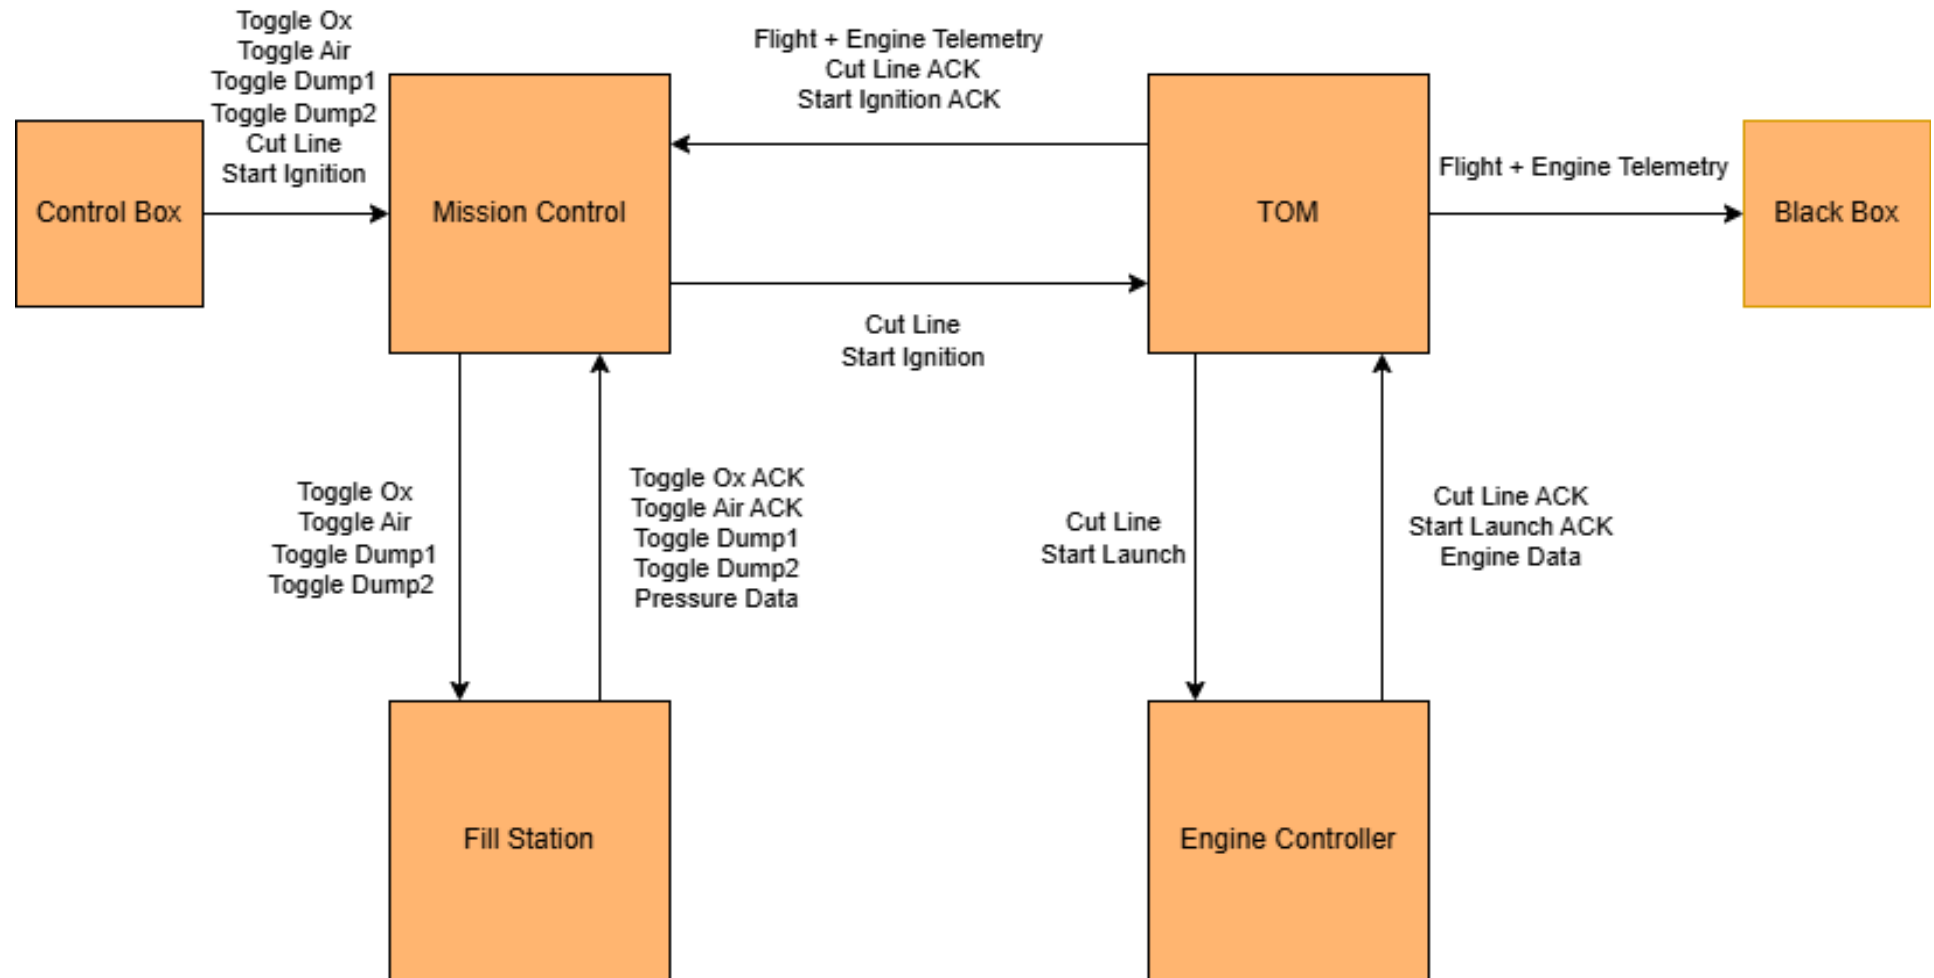 Toggle Ox
Toggle Air
Toggle Dump1
Toggle Dump2
Cut Line
Start Ignition
Flight + Engine Telemetry
Cut Line ACK
Start Ignition ACK
Flight + Engine Telemetry
Control Box
Mission Control
TOM
Black Box
Cut Line
Start Ignition
Toggle Ox
Toggle Air
Toggle Dump1
Toggle Dump2
Toggle Ox ACK
Toggle Air ACK
Toggle Dump1
Toggle Dump2
Pressure Data
Cut Line
Start Launch
Cut Line ACK
Start Launch ACK
Engine Data
Fill Station
Engine Controller